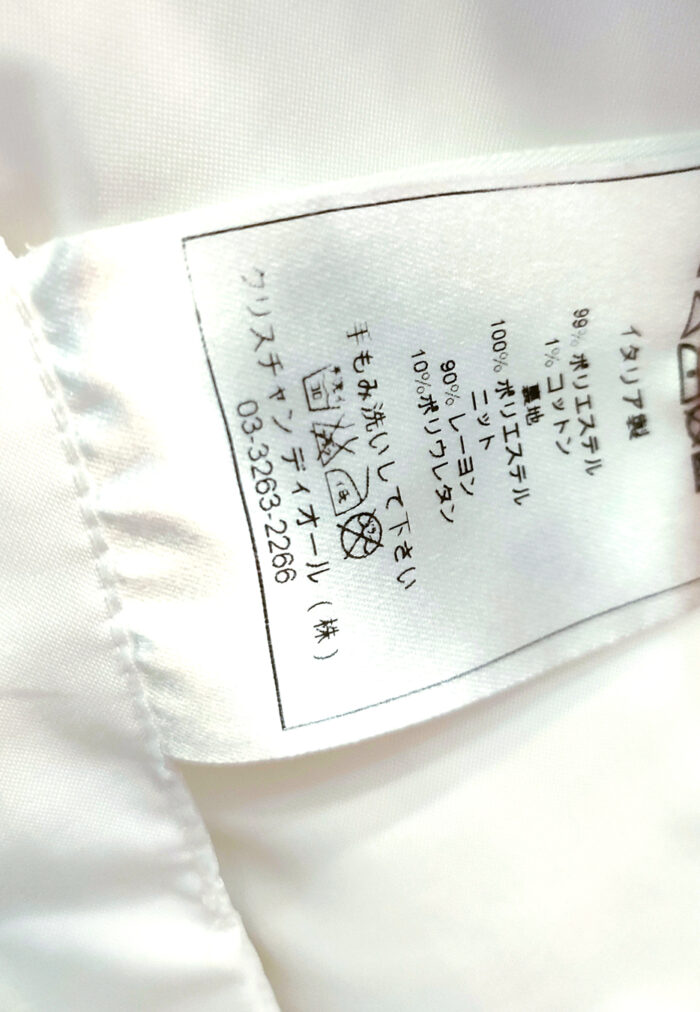 イタリア製
99% ポリエステル
1% コットン
裏地
100% ポリエステル
ニット
90% レーヨン
10%ポリウレタン
手もみ洗いして下さい
クリスチャン ディオール (株)
03-3263-2266